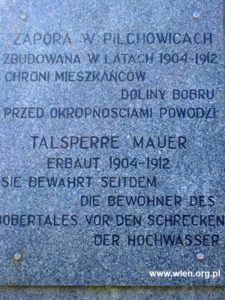 ZAPORA W PILCHOWICACH
ZBUDOWANA W LATACH 1904-1912
CHRONI MIESZKAŃCÓW
DOLINY BOBRU
PRZED OKROPNOŚCIAMI POWODZI
TALSPERRE MAUER
ERBAUT 1904-1912
SIE BEWAHRT SEITDEM
DIE BEWOHNER DES
BOBERTALES VOR DEN SCHRECKEN
DER HOCHWASSER
www.wien.org.pl